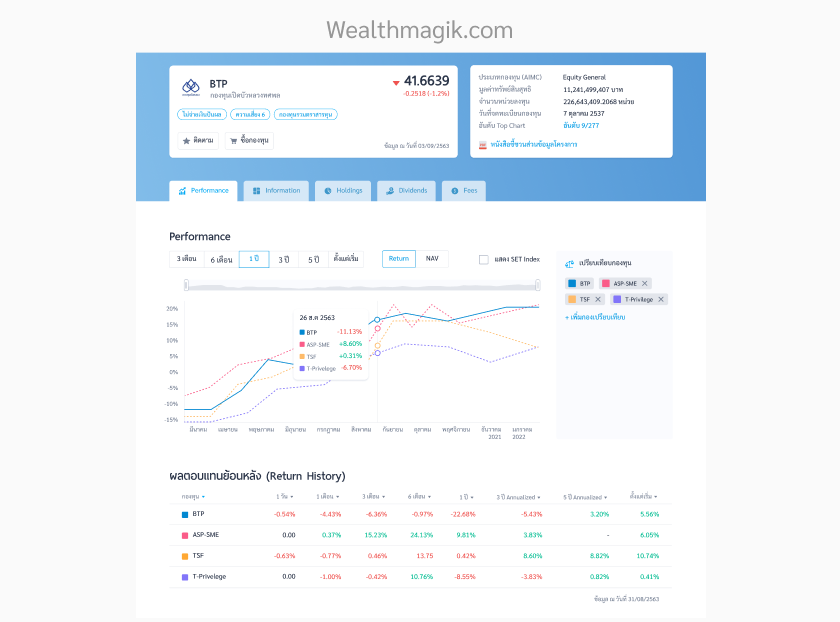 Wealthmagik.com
BTP
กองทุนเปิดบัวหลวงทศพล
41.6639
-0.2518 (-1.2%)
ไม่จ่ายเงินปันผล ความเสี่ยง 6 กองทุนรวมตราสารทุน
ติดตาม ซื้อกองทุน
ข้อมูล ณ วันที่ 03/09/2563
ประเภทกองทุน (AIMC) Equity General
มูลค่าทรัพย์สินสุทธิ 11,241,499,407 บาท
จำนวนหน่วยลงทุน 226,643,409.2068 หน่วย
วันที่จดทะเบียนกองทุน 7 ตุลาคม 2537
อันดับ Top Chart อันดับ 9/277
หนังสือชี้ชวนส่วนข้อมูลโครงการ
Performance Information Holdings Dividends Fees
Performance
3 เดือน 6 เดือน 1 ปี 3 ปี 5 ปี ตั้งแต่เริ่ม Return NAV แสดง SET Index
เปรียบเทียบกองทุน
BTP ASP-SME
TSF T-Privilege
+ เพิ่มกองเปรียบเทียบ
20%
15%
10%
5%
0%
-5%
-10%
-15%
26 ส.ค 2563
BTP -11.13%
ASP-SME +8.60%
TSF +0.31%
T-Privelege -6.70%
มีนาคม เมษายน พฤษภาคม มิถุนายน กรกฎาคม สิงหาคม กันยายน ตุลาคม พฤศจิกายน ธันวาคม มกราคม
2021 2022
ผลตอบแทนย้อนหลัง (Return History)
กองทุน 1 วัน 1 เดือน 3 เดือน 6 เดือน 1 ปี 3 ปี Annualized 5 ปี Annualized ตั้งแต่เริ่ม
BTP -0.54% -4.43% -6.36% -0.97% -22.68% -5.43% 3.20% 5.56%
ASP-SME 0.00 0.37% 15.23% 24.13% 9.81% 3.83% - 6.05%
TSF -0.63% -0.77% 0.46% 13.75 0.42% 8.60% 8.82% 10.74%
T-Privelege 0.00 -1.00% -0.42% 10.76% -8.55% -3.83% 0.82% 0.41%
ข้อมูล ณ วันที่ 31/08/2563